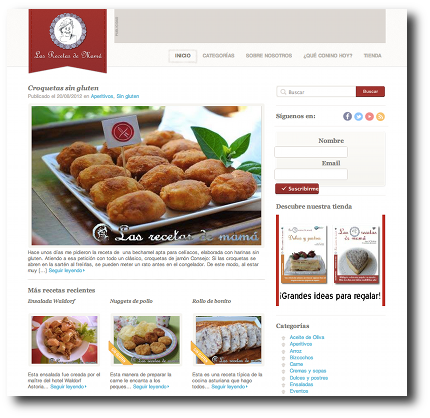 Las Recetas de Mamá
INICIO CATEGORÍAS SOBRE NOSOTROS ¿QUÉ COCINO HOY? TIENDA
Croquetas sin gluten
Publicado el 20/08/2012 en Aperitivos, Sin gluten
Las recetas de mamá
Hace unos días me pidieron la receta de una bechamel apta para celíacos, elaborada con harinas sin
gluten. Atiendo a esa petición con todo un clásico, croquetas de jamón Consejo: Si las croquetas se
abren en la sartén al freírlas, se pueden meter un rato antes en el congelador. De este modo, al estar
muy [...] Seguir leyendo
Más recetas recientes
Ensalada Waldorf
Esta ensalada fue creada por el
maître del hotel Waldorf
Astoria... Seguir leyendo
Nuggets de pollo
Esta manera de preparar la
carne le encanta a los
peques... Seguir leyendo
Rollo de bonito
Esta es una receta típica de la
cocina asturiana que hago
todos... Seguir leyendo
Buscar
Buscar
Síguenos en:
Nombre
Email
Suscribirme
Descubre nuestra tienda
Dulces y postres
las recetas de mamá
¡Grandes ideas para regalar!
Categorías
Aceite de Oliva
Aperitivos
Arroz
Bizcochos
Carne
Cremas y sopas
Dulces y postres
Ensaladas
Eventos